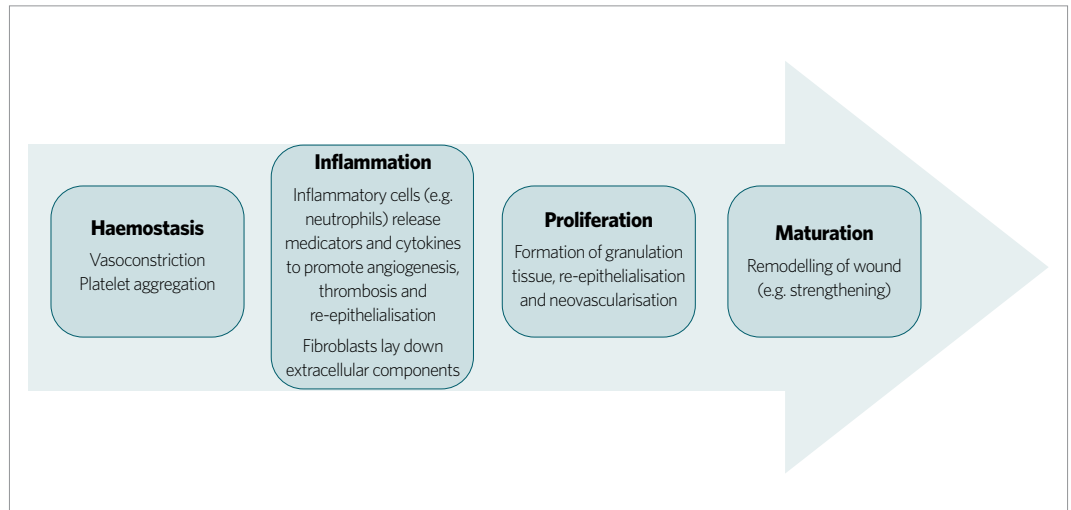 Haemostasis
Vasoconstriction
Platelet aggregation
Inflammation
Inflammatory cells (e.g.
neutrophils) release
medicators and cytokines
to promote angiogenesis,
thrombosis and
re-epithelialisation
Fibroblasts lay down
extracellular components
Proliferation
Formation of granulation
tissue, re-epithelialisation
and neovascularisation
Maturation
Remodelling of wound
(e.g. strengthening)